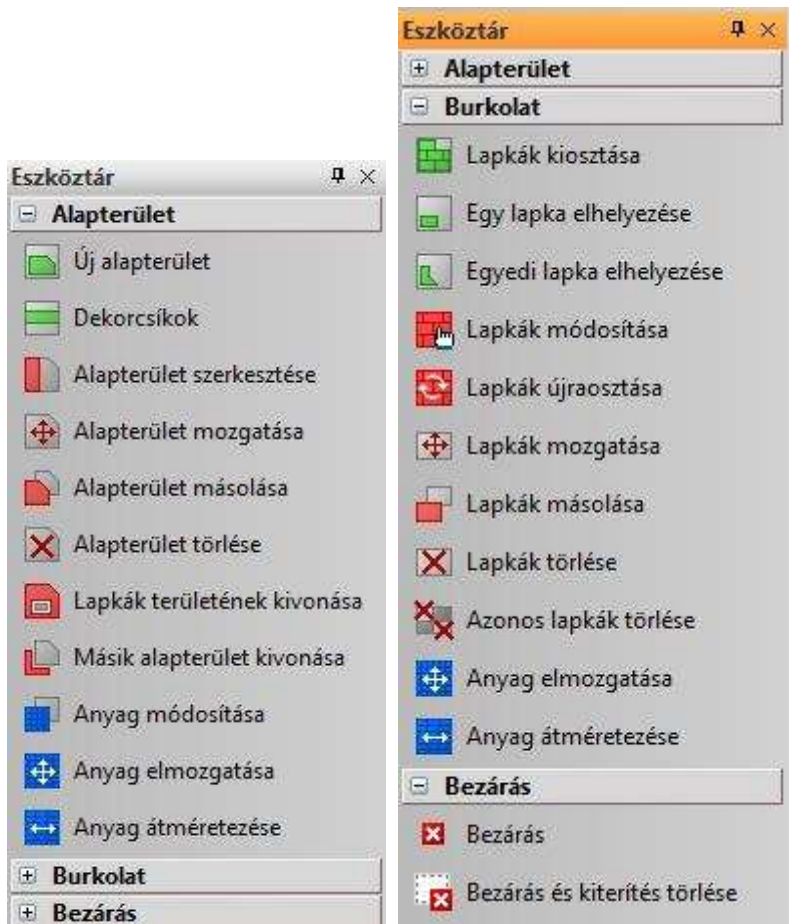 Eszköztár
Alapterület
Új alapterület
Dekorcsíkok
Alapterület szerkesztése
Alapterület mozgatása
Alapterület másolása
Alapterület törlése
Lapkák területének kivonása
Másik alapterület kivonása
Anyag módosítása
Anyag elmozgatása
Anyag átméretezése
Burkolat
Bezárás
Eszköztár
Alapterület
Burkolat
Lapkák kiosztása
Egy lapka elhelyezése
Egyedi lapka elhelyezése
Lapkák módosítása
Lapkák újraosztása
Lapkák mozgatása
Lapkák másolása
Lapkák törlése
Azonos lapkák törlése
Anyag elmozgatása
Anyag átméretezése
Bezárás
Bezárás
Bezárás és kiterítés törlése